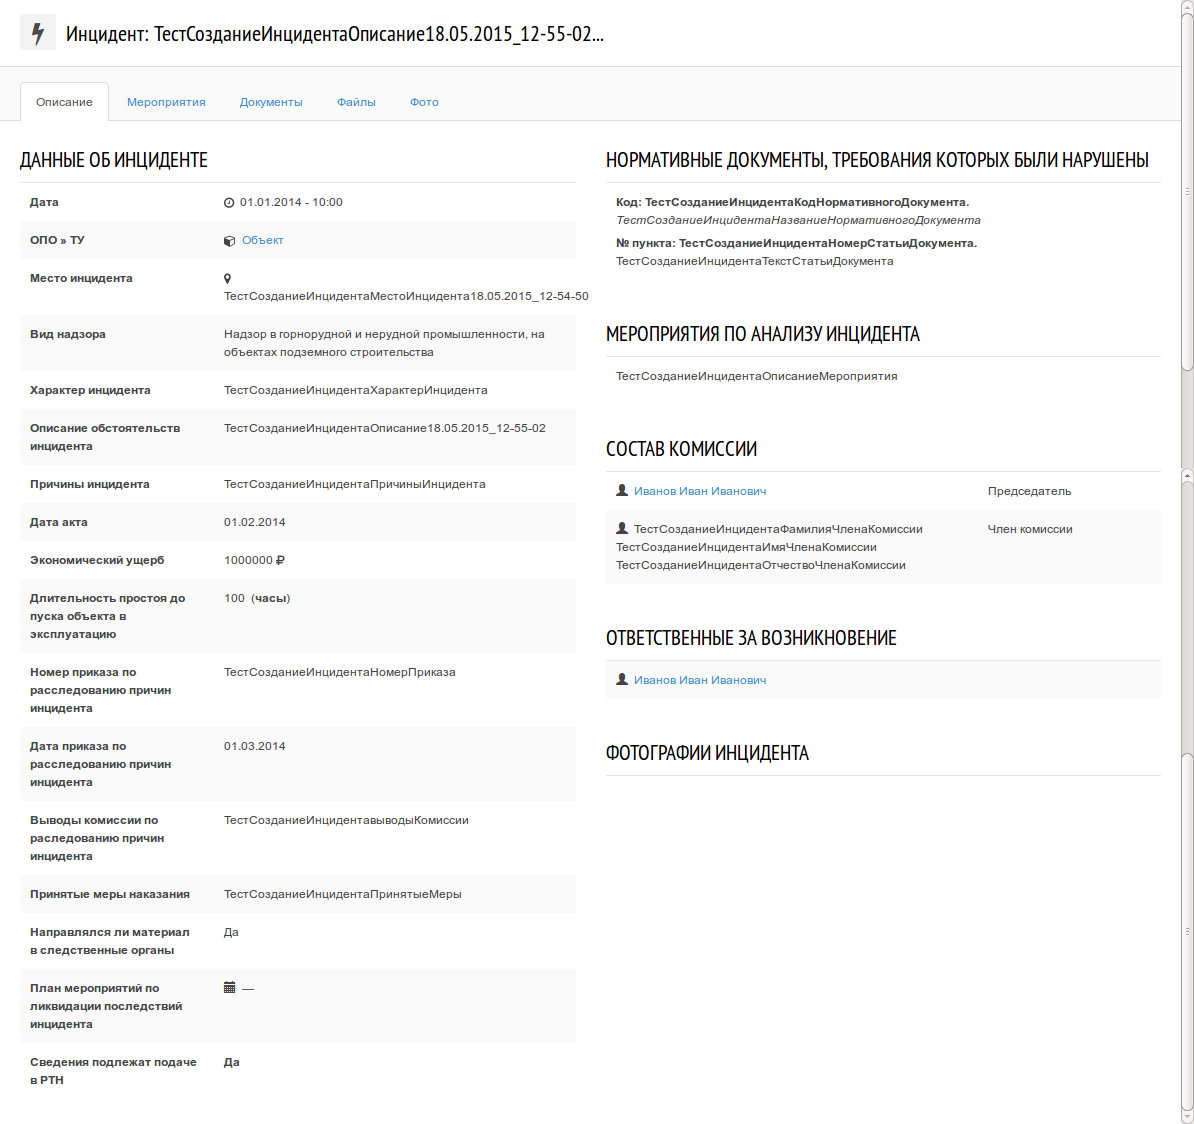 Инцидент: ТестСозданиеИнцидентаОписание18.05.2015_12-55-02...
Описание
Мероприятия
Документы
Файлы
Фото
ДАННЫЕ ОБ ИНЦИДЕНТЕ
Дата
01.01.2014 - 10:00
ОПО » ТУ
Объект
Место инцидента
ТестСозданиеИнцидентаМестоИнцидента18.05.2015_12-54-50
Вид надзора
Надзор в горнорудной и нерудной промышленности, на
объектах подземного строительства
Характер инцидента
ТестСозданиеИнцидентаХарактерИнцидента
Описание обстоятельств
инцидента
ТестСозданиеИнцидентаОписание18.05.2015_12-55-02
Причины инцидента
ТестСозданиеИнцидентаПричиныИнцидента
Дата акта
01.02.2014
Экономический ущерб
1000000 ₽
Длительность простоя до
пуска объекта в
эксплуатацию
100 (часы)
Номер приказа по
расследованию причин
инцидента
ТестСозданиеИнцидентаНомерПриказа
Дата приказа по
расследованию причин
инцидента
01.03.2014
Выводы комиссии по
раследованию причин
инцидента
ТестСозданиеИнцидентавыводыКомиссии
Принятые меры наказания
ТестСозданиеИнцидентаПринятыеМеры
Направлялся ли материал
в следственные органы
Да
План мероприятий по
ликвидации последствий
инцидента
—
Сведения подлежат подаче
в РТН
Да
НОРМАТИВНЫЕ ДОКУМЕНТЫ, ТРЕБОВАНИЯ КОТОРЫХ БЫЛИ НАРУШЕНЫ
Код: ТестСозданиеИнцидентаКодНормативногоДокумента.
ТестСозданиеИнцидентаНазваниеНормативногоДокумента
№ пункта: ТестСозданиеИнцидентаНомерСтатьиДокумента.
ТестСозданиеИнцидентаТекстСтатьиДокумента
МЕРОПРИЯТИЯ ПО АНАЛИЗУ ИНЦИДЕНТА
ТестСозданиеИнцидентаОписаниеМероприятия
СОСТАВ КОМИССИИ
Иванов Иван Иванович
Председатель
ТестСозданиеИнцидентаФамилияЧленаКомиссии
ТестСозданиеИнцидентаИмяЧленаКомиссии
ТестСозданиеИнцидентаОтчествоЧленаКомиссии
Член комиссии
ОТВЕТСТВЕННЫЕ ЗА ВОЗНИКНОВЕНИЕ
Иванов Иван Иванович
ФОТОГРАФИИ ИНЦИДЕНТА